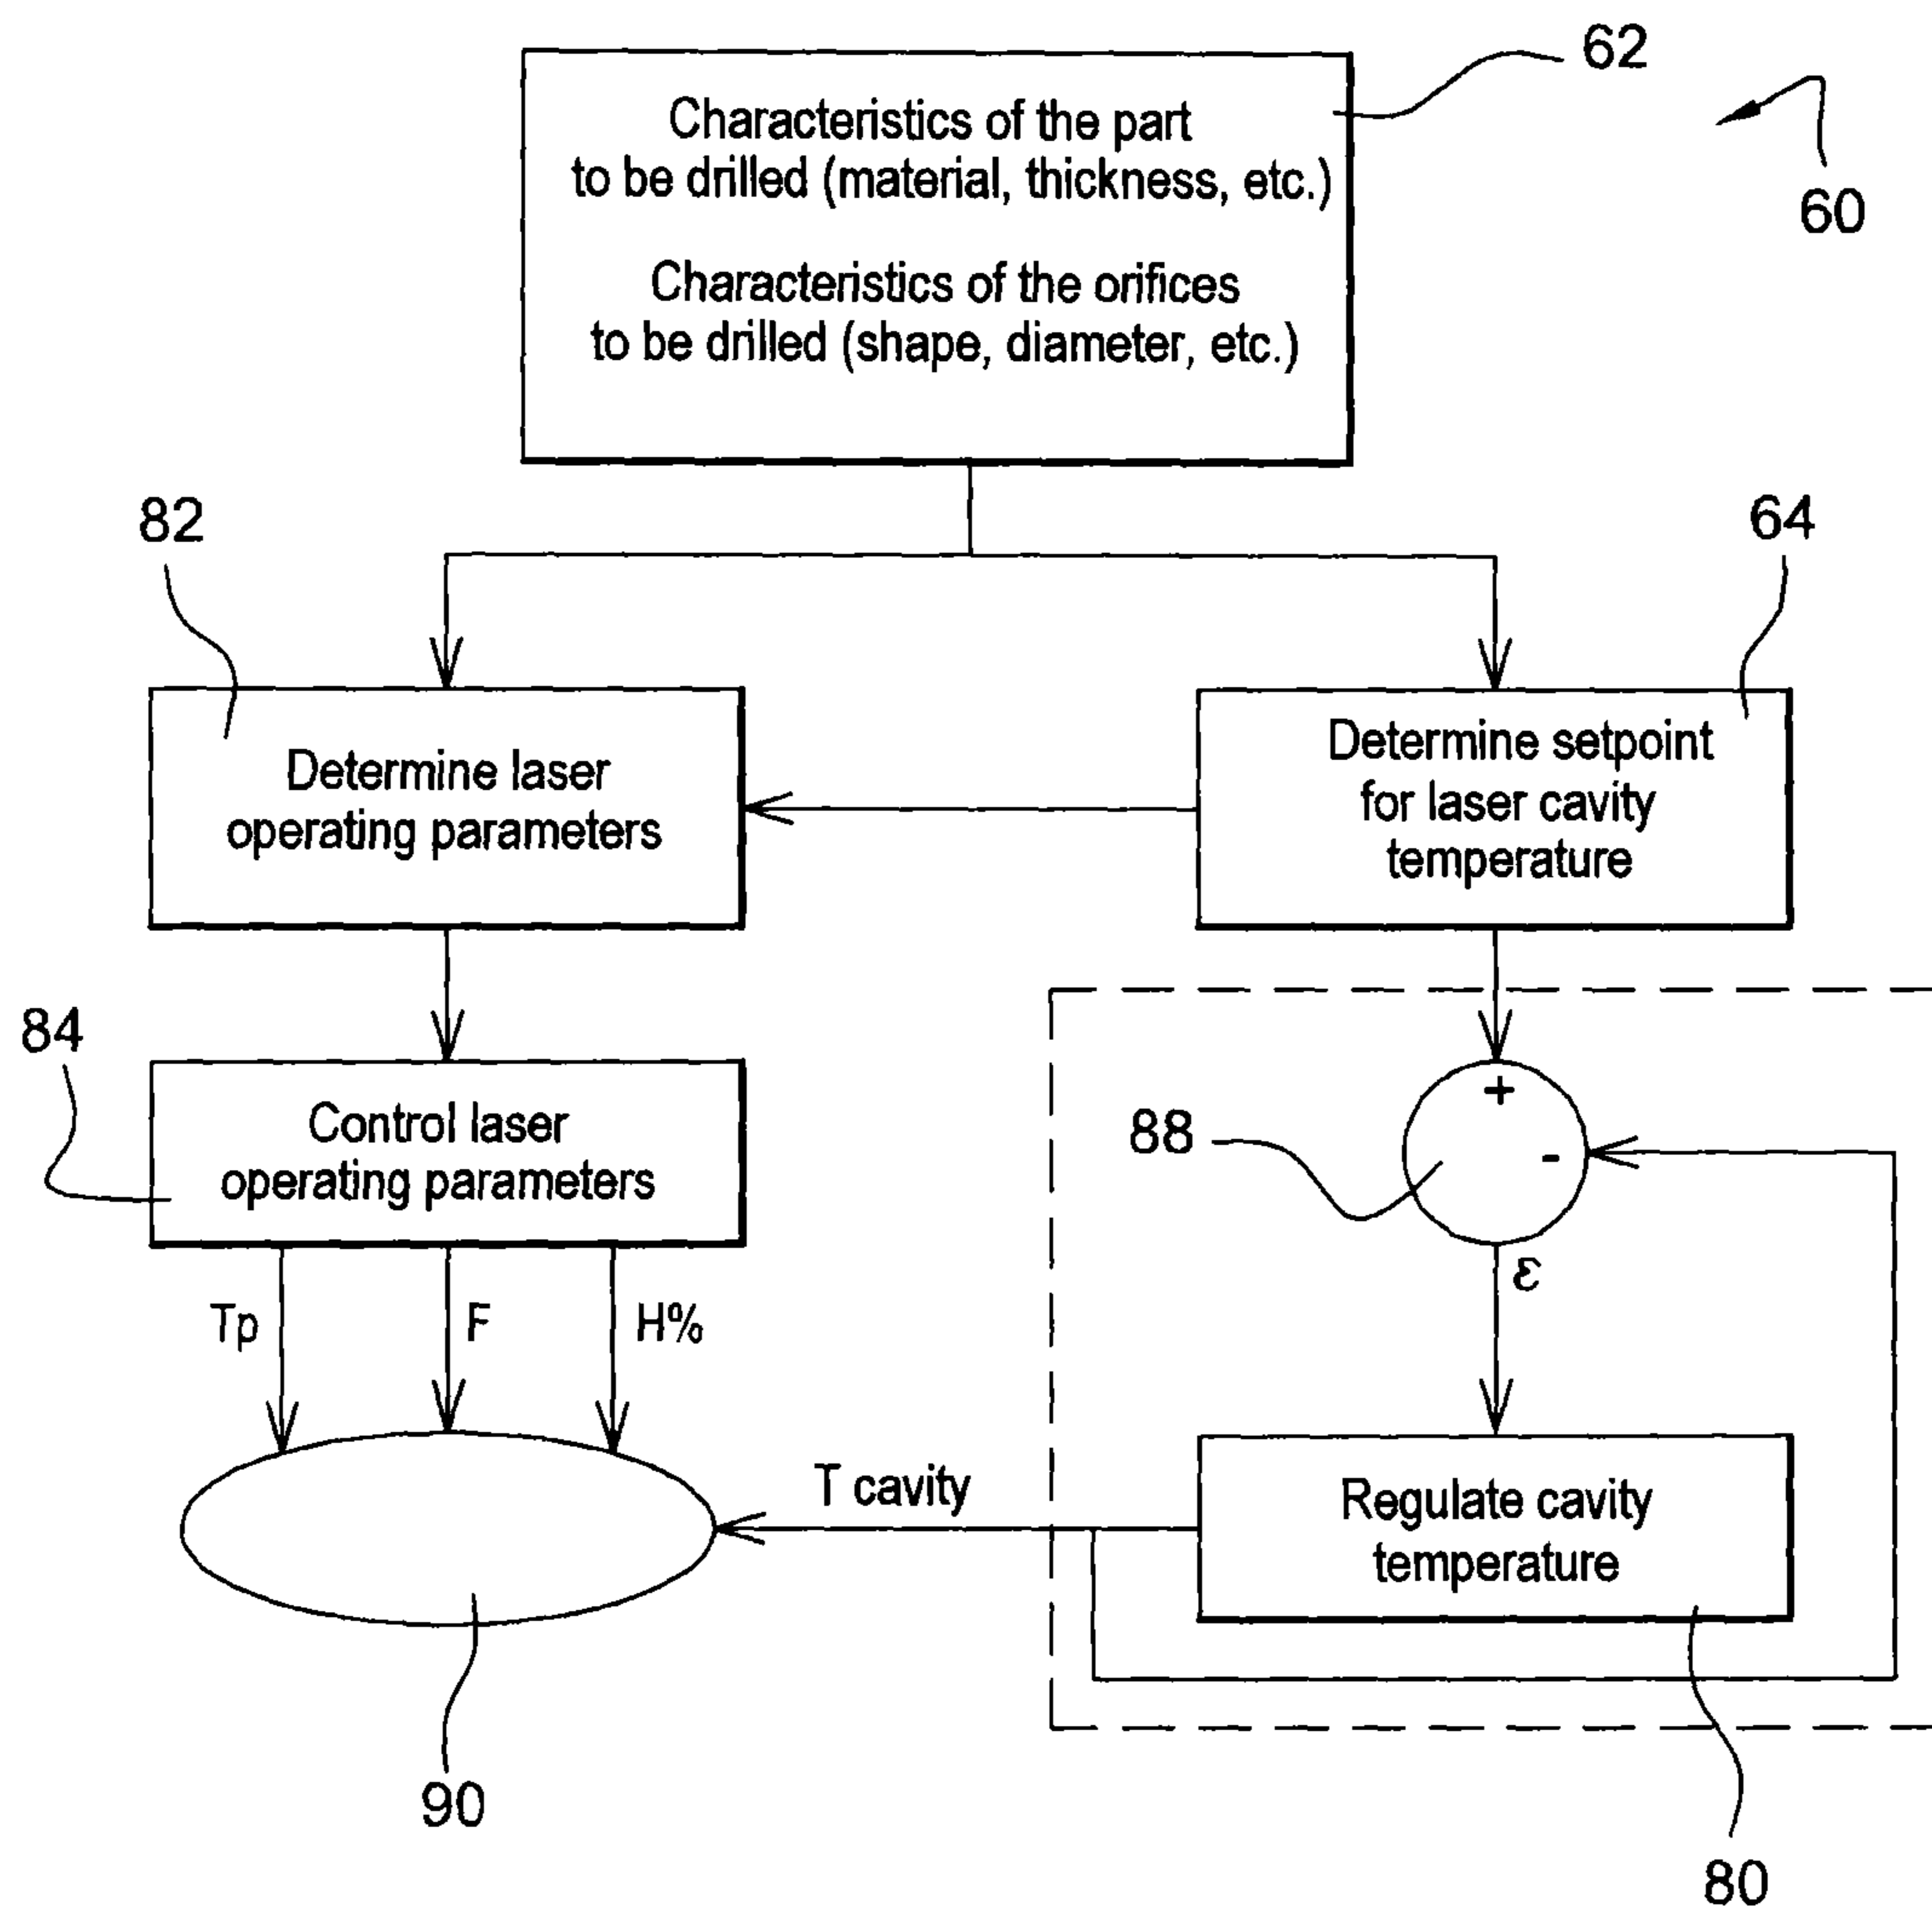 62
Characteristics of the part
to be drilled (material, thickness, etc.)
Characteristics of the orifices
to be drilled (shape, diameter, etc.)
60
82
64
Determine laser
operating parameters
Determine setpoint
for laser cavity
temperature
84
Control laser
operating parameters
88
+
-
ε
Tp
F
H%
T cavity
Regulate cavity
temperature
90
80